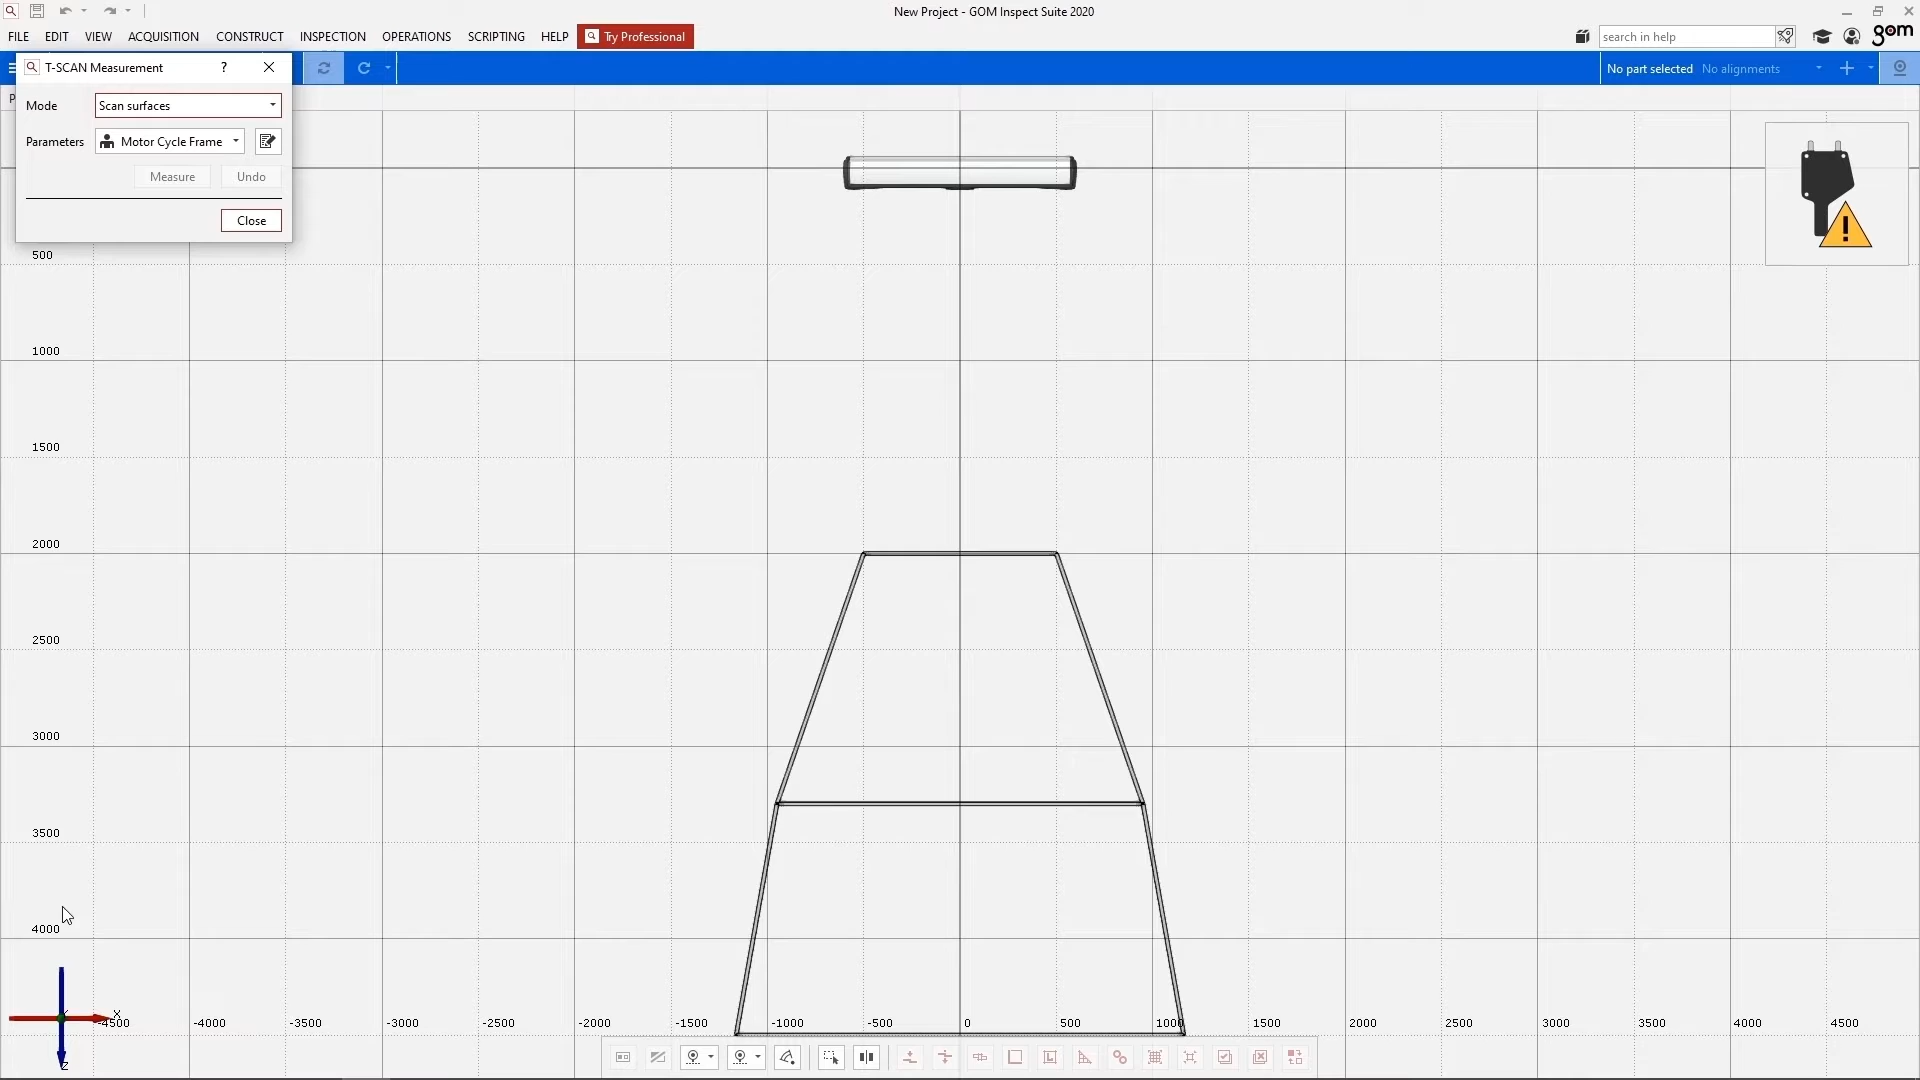 New Project - GOM Inspect Suite 2020
FILE EDIT VIEW ACQUISITION CONSTRUCT INSPECTION OPERATIONS SCRIPTING HELP Try Professional search in help gom
T-SCAN Measurement ? No part selected No alignments
Mode Scan surfaces
Parameters Motor Cycle Frame
Measure Undo
Close
500
1000
1500
2000
2500
3000
3500
4000
X
-4500 -4000 -3500 -3000 -2500 -2000 -1500 -1000 -500 0 500 1000 1500 2000 2500 3000 3500 4000 4500
Z